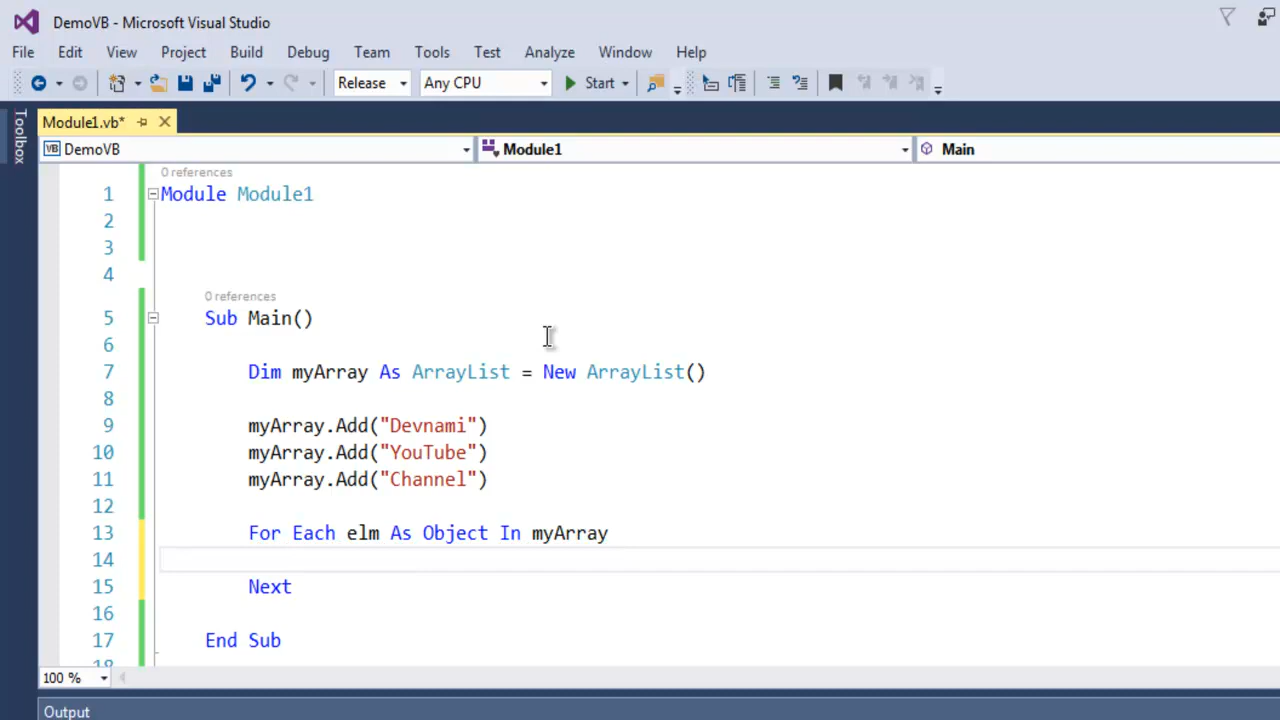 DemoVB - Microsoft Visual Studio
File Edit View Project Build Debug Team Tools Test Analyze Window Help
Release Any CPU Start
Toolbox
Module1.vb*
VB DemoVB Module1 Main
0 references
1 Module Module1
2
3
4
0 references
5 Sub Main()
6
7 Dim myArray As ArrayList = New ArrayList()
8
9 myArray.Add("Devnami")
10 myArray.Add("YouTube")
11 myArray.Add("Channel")
12
13 For Each elm As Object In myArray
14
15 Next
16
17 End Sub
18
100 %
Output